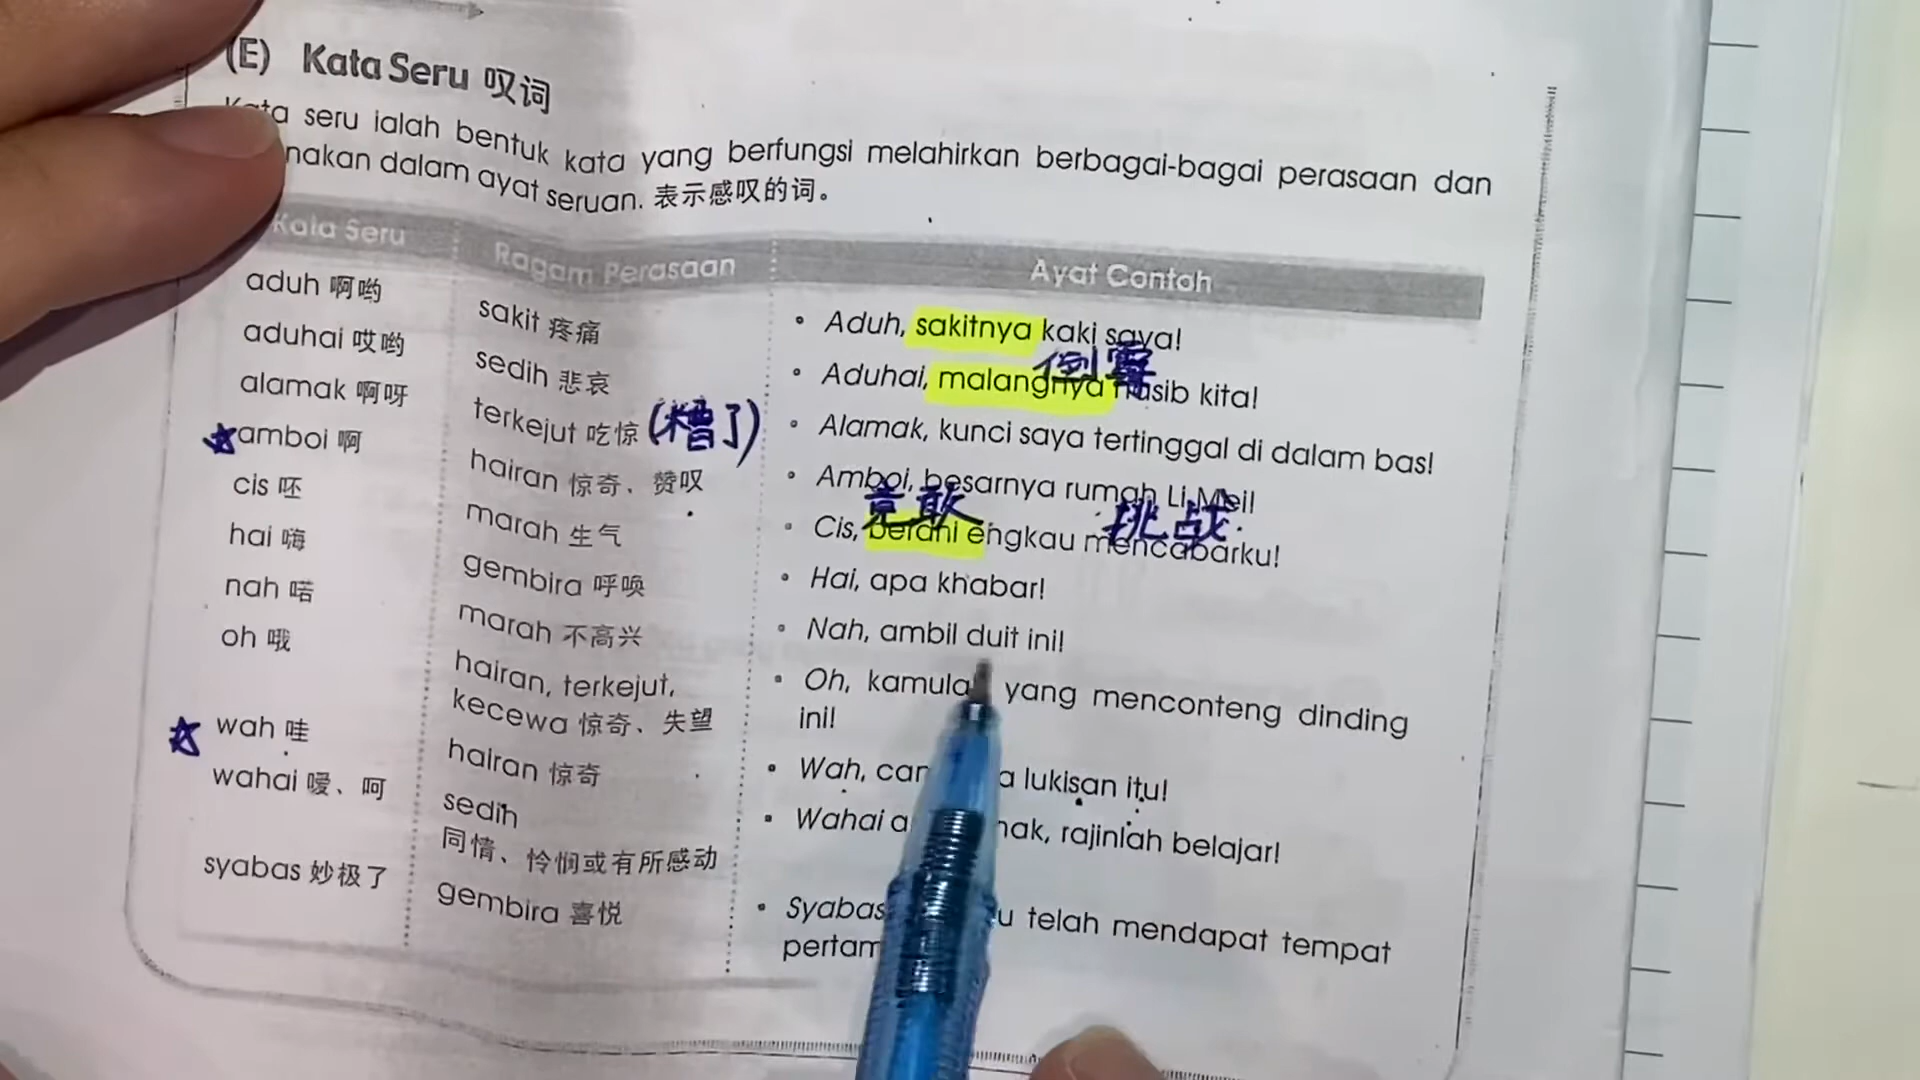 (E) Kata Seru 叹词
seru ialah bentuk kata yang berfungsi melahirkan berbagai-bagai perasaan dan
dalam ayat seruan. 表示感叹的词。
Kata Seru Ragam Perasaan Ayat Contoh
aduh 啊哟 sakit 疼痛 • Aduh, sakitnya kaki saya!
倒霉
aduhai 哎哟 sedih 悲哀 • Aduhai, malangnya nasib kita!
alamak 啊呀 terkejut 吃惊 (糟了) • Alamak, kunci saya tertinggal di dalam bas!
☆ amboi 啊 hairan 惊奇、赞叹 • Amboi, besarnya rumah Li Mei!
竟敢 挑战
cis 呸 marah 生气 • Cis, berani engkau mencabarku!
hai 嗨 gembira 呼唤 • Hai, apa khabar!
nah 喏 marah 不高兴 • Nah, ambil duit ini!
oh 哦 hairan, terkejut, • Oh, yang menconteng dinding
kecewa 惊奇、失望 ini!
☆ wah 哇 hairan 惊奇 • Wah, lukisan itu!
wahai 嗳、呵 sedih • Wahai rajinlah belajar!
同情、怜悯或有所感动
syabas 妙极了 gembira 喜悦 • Syabas telah mendapat tempat